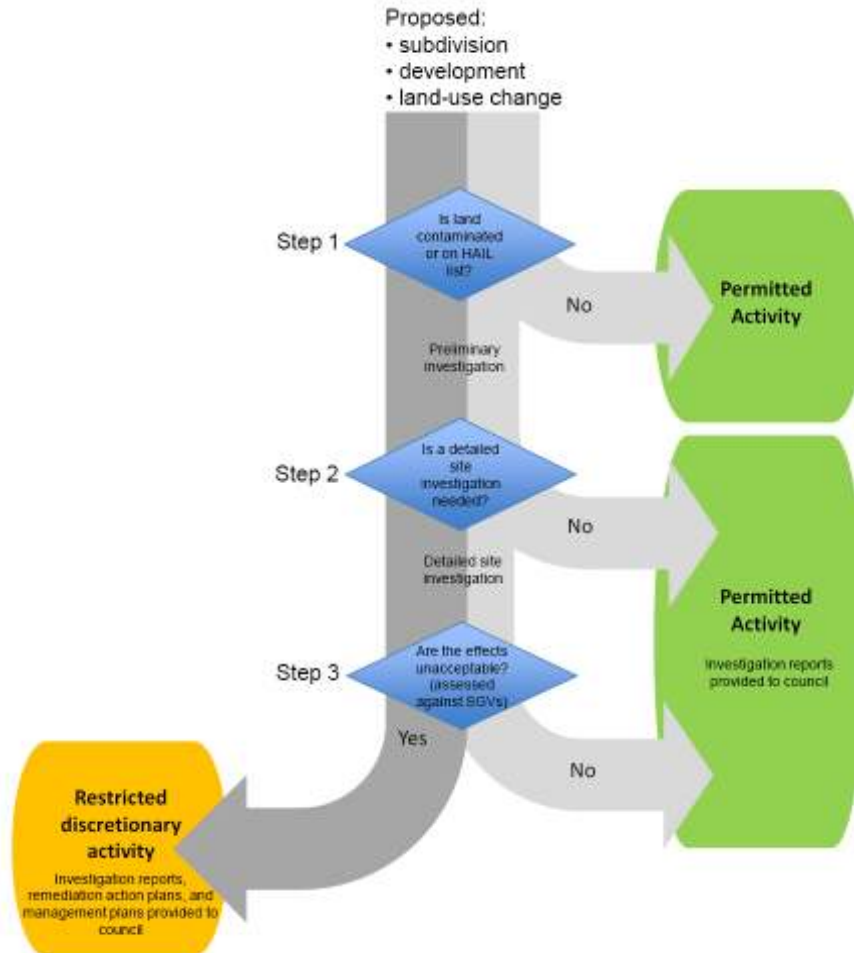 Proposed:
• subdivision
• development
• land-use change
Step 1
Is land
contaminated
or on HAIL
list?
No
Permitted
Activity
Preliminary
investigation
Step 2
Is a detailed
site
investigation
needed?
No
Detailed site
investigation
Permitted
Activity
Investigation reports
provided to council
Step 3
Are the effects
unacceptable?
(assessed
against SGVs)
Yes
No
Restricted
discretionary
activity
Investigation reports,
remediation action plans, and
management plans provided to
council